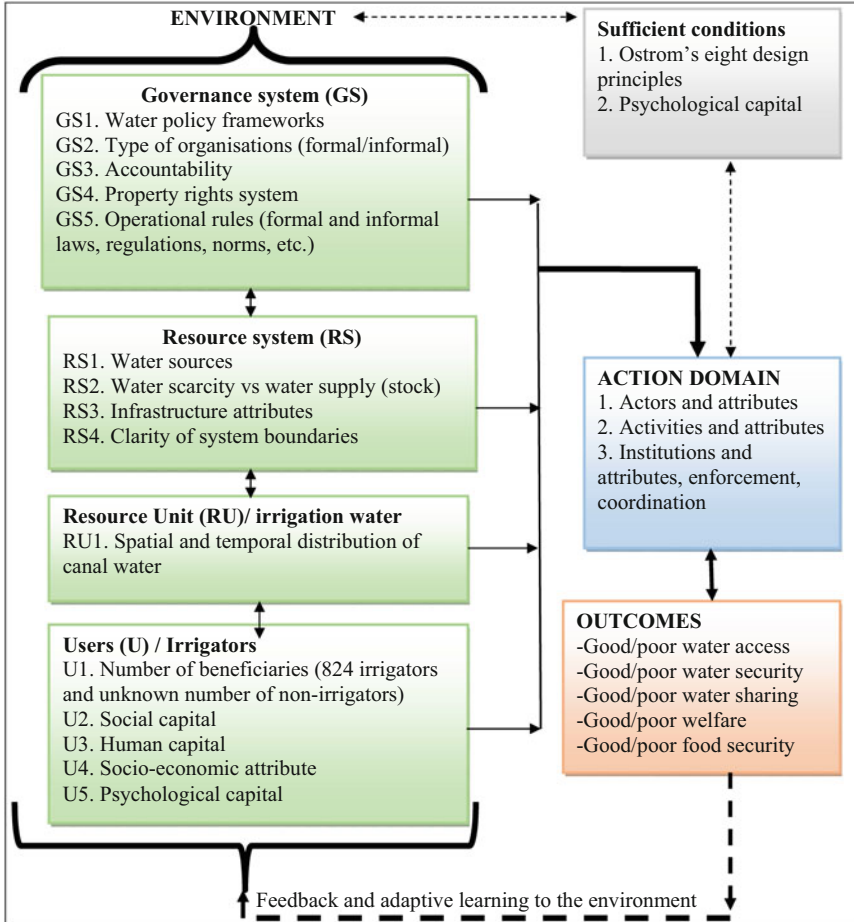 ENVIRONMENT
Governance system (GS)
GS1. Water policy frameworks
GS2. Type of organisations (formal/informal)
GS3. Accountability
GS4. Property rights system
GS5. Operational rules (formal and informal
laws, regulations, norms, etc.)
Resource system (RS)
RS1. Water sources
RS2. Water scarcity vs water supply (stock)
RS3. Infrastructure attributes
RS4. Clarity of system boundaries
Resource Unit (RU)/ irrigation water
RU1. Spatial and temporal distribution of
canal water
Users (U) / Irrigators
U1. Number of beneficiaries (824 irrigators
and unknown number of non-irrigators)
U2. Social capital
U3. Human capital
U4. Socio-economic attribute
U5. Psychological capital
Sufficient conditions
1. Ostrom’s eight design
principles
2. Psychological capital
ACTION DOMAIN
1. Actors and attributes
2. Activities and attributes
3. Institutions and
attributes, enforcement,
coordination
OUTCOMES
-Good/poor water access
-Good/poor water security
-Good/poor water sharing
-Good/poor welfare
-Good/poor food security
Feedback and adaptive learning to the environment